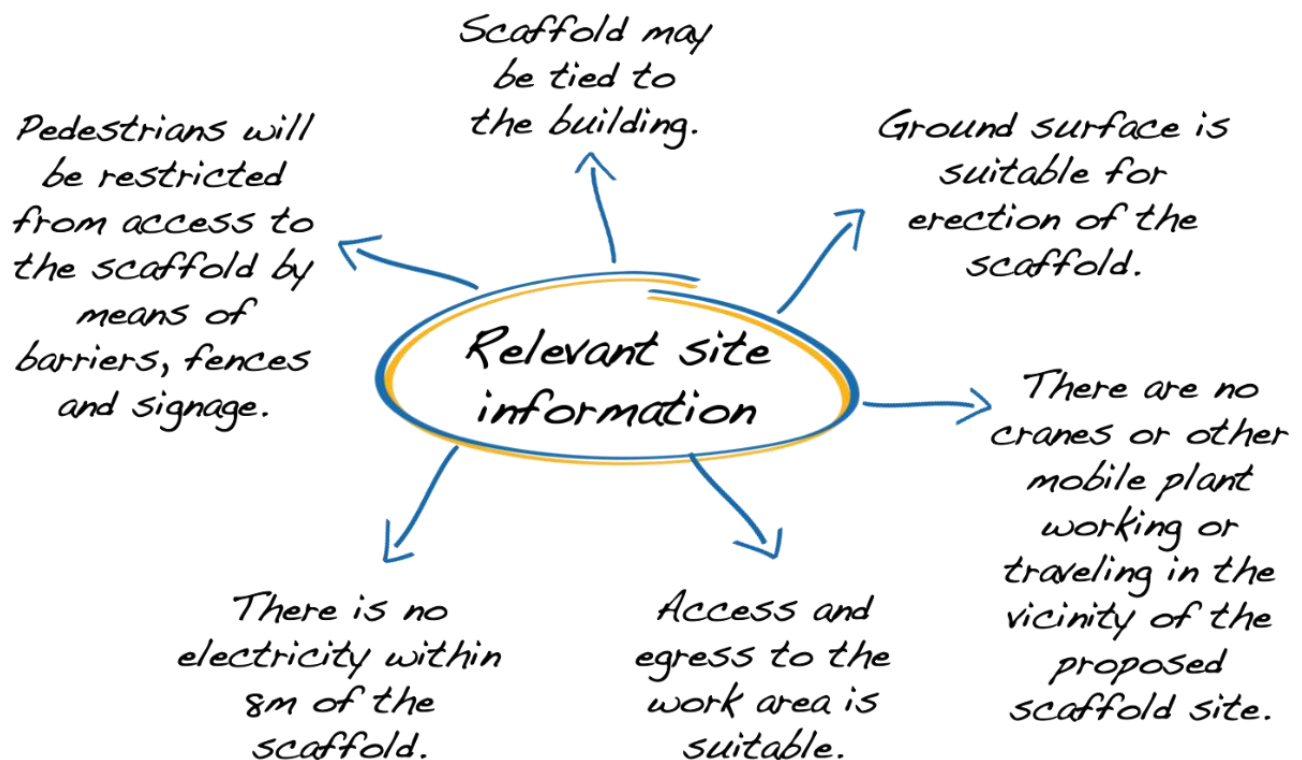 Scaffold may
be tied to
the building.
Pedestrians will
be restricted
from access to
the scaffold by
means of
barriers, fences
and signage.
Ground surface is
suitable for
erection of the
scaffold.
Relevant site
information
There are no
cranes or other
mobile plant
working or
traveling in the
vicinity of the
proposed
scaffold site.
There is no
electricity within
8m of the
scaffold.
Access and
egress to the
work area is
suitable.